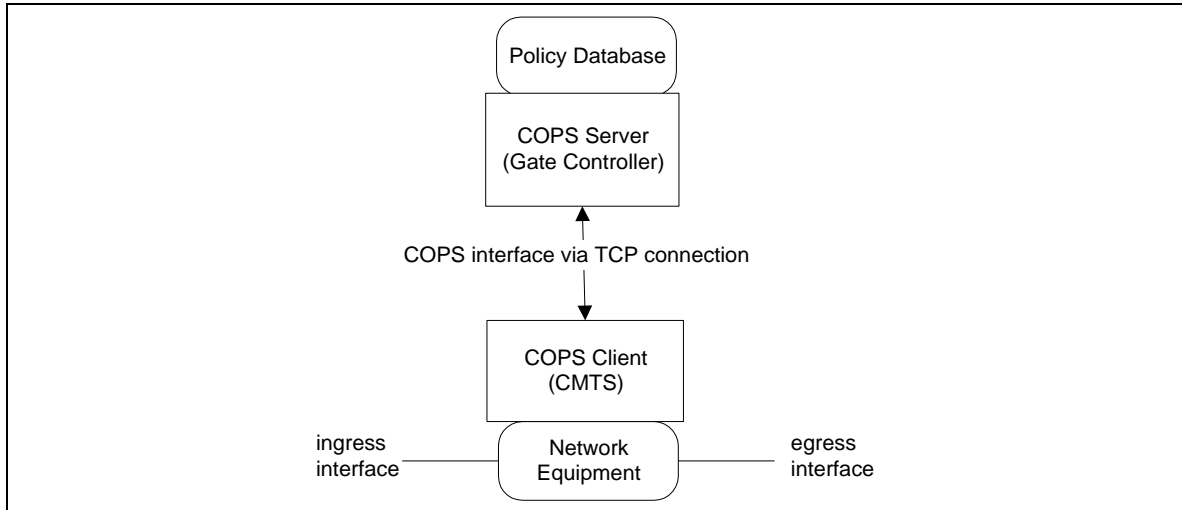 Policy Database
COPS Server
(Gate Controller)
COPS interface via TCP connection
COPS Client
(CMTS)
ingress
interface
Network
Equipment
egress
interface